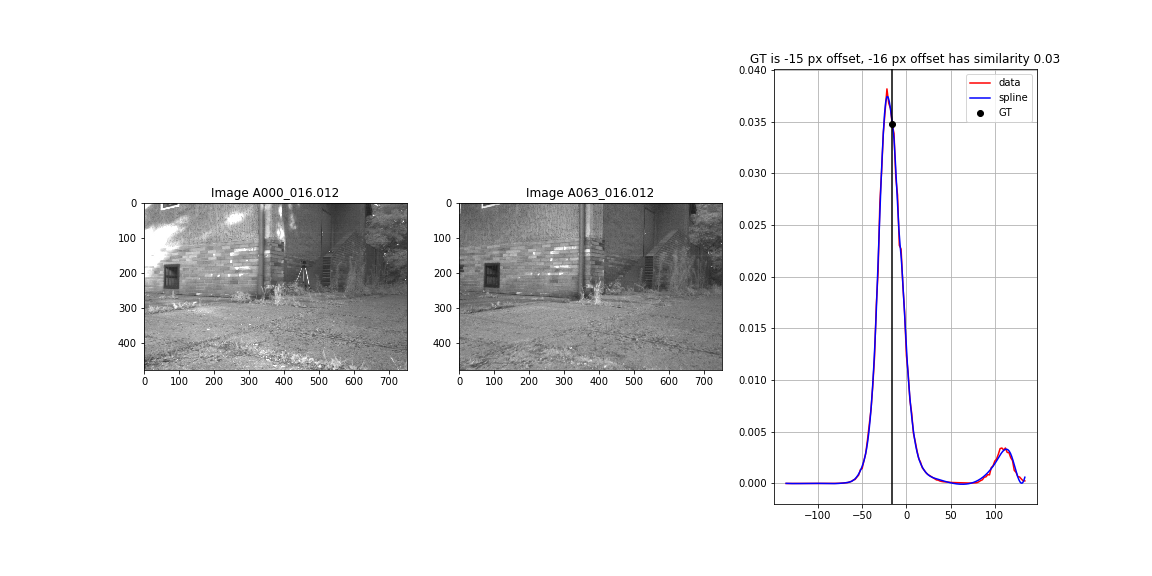 GT is -15 px offset, -16 px offset has similarity 0.03
Image A000_016.012
Image A063_016.012
0
100
200
300
400
0 100 200 300 400 500 600 700
0
100
200
300
400
0 100 200 300 400 500 600 700
0.040
0.035
0.030
0.025
0.020
0.015
0.010
0.005
0.000
−100 −50 0 50 100
data
spline
GT